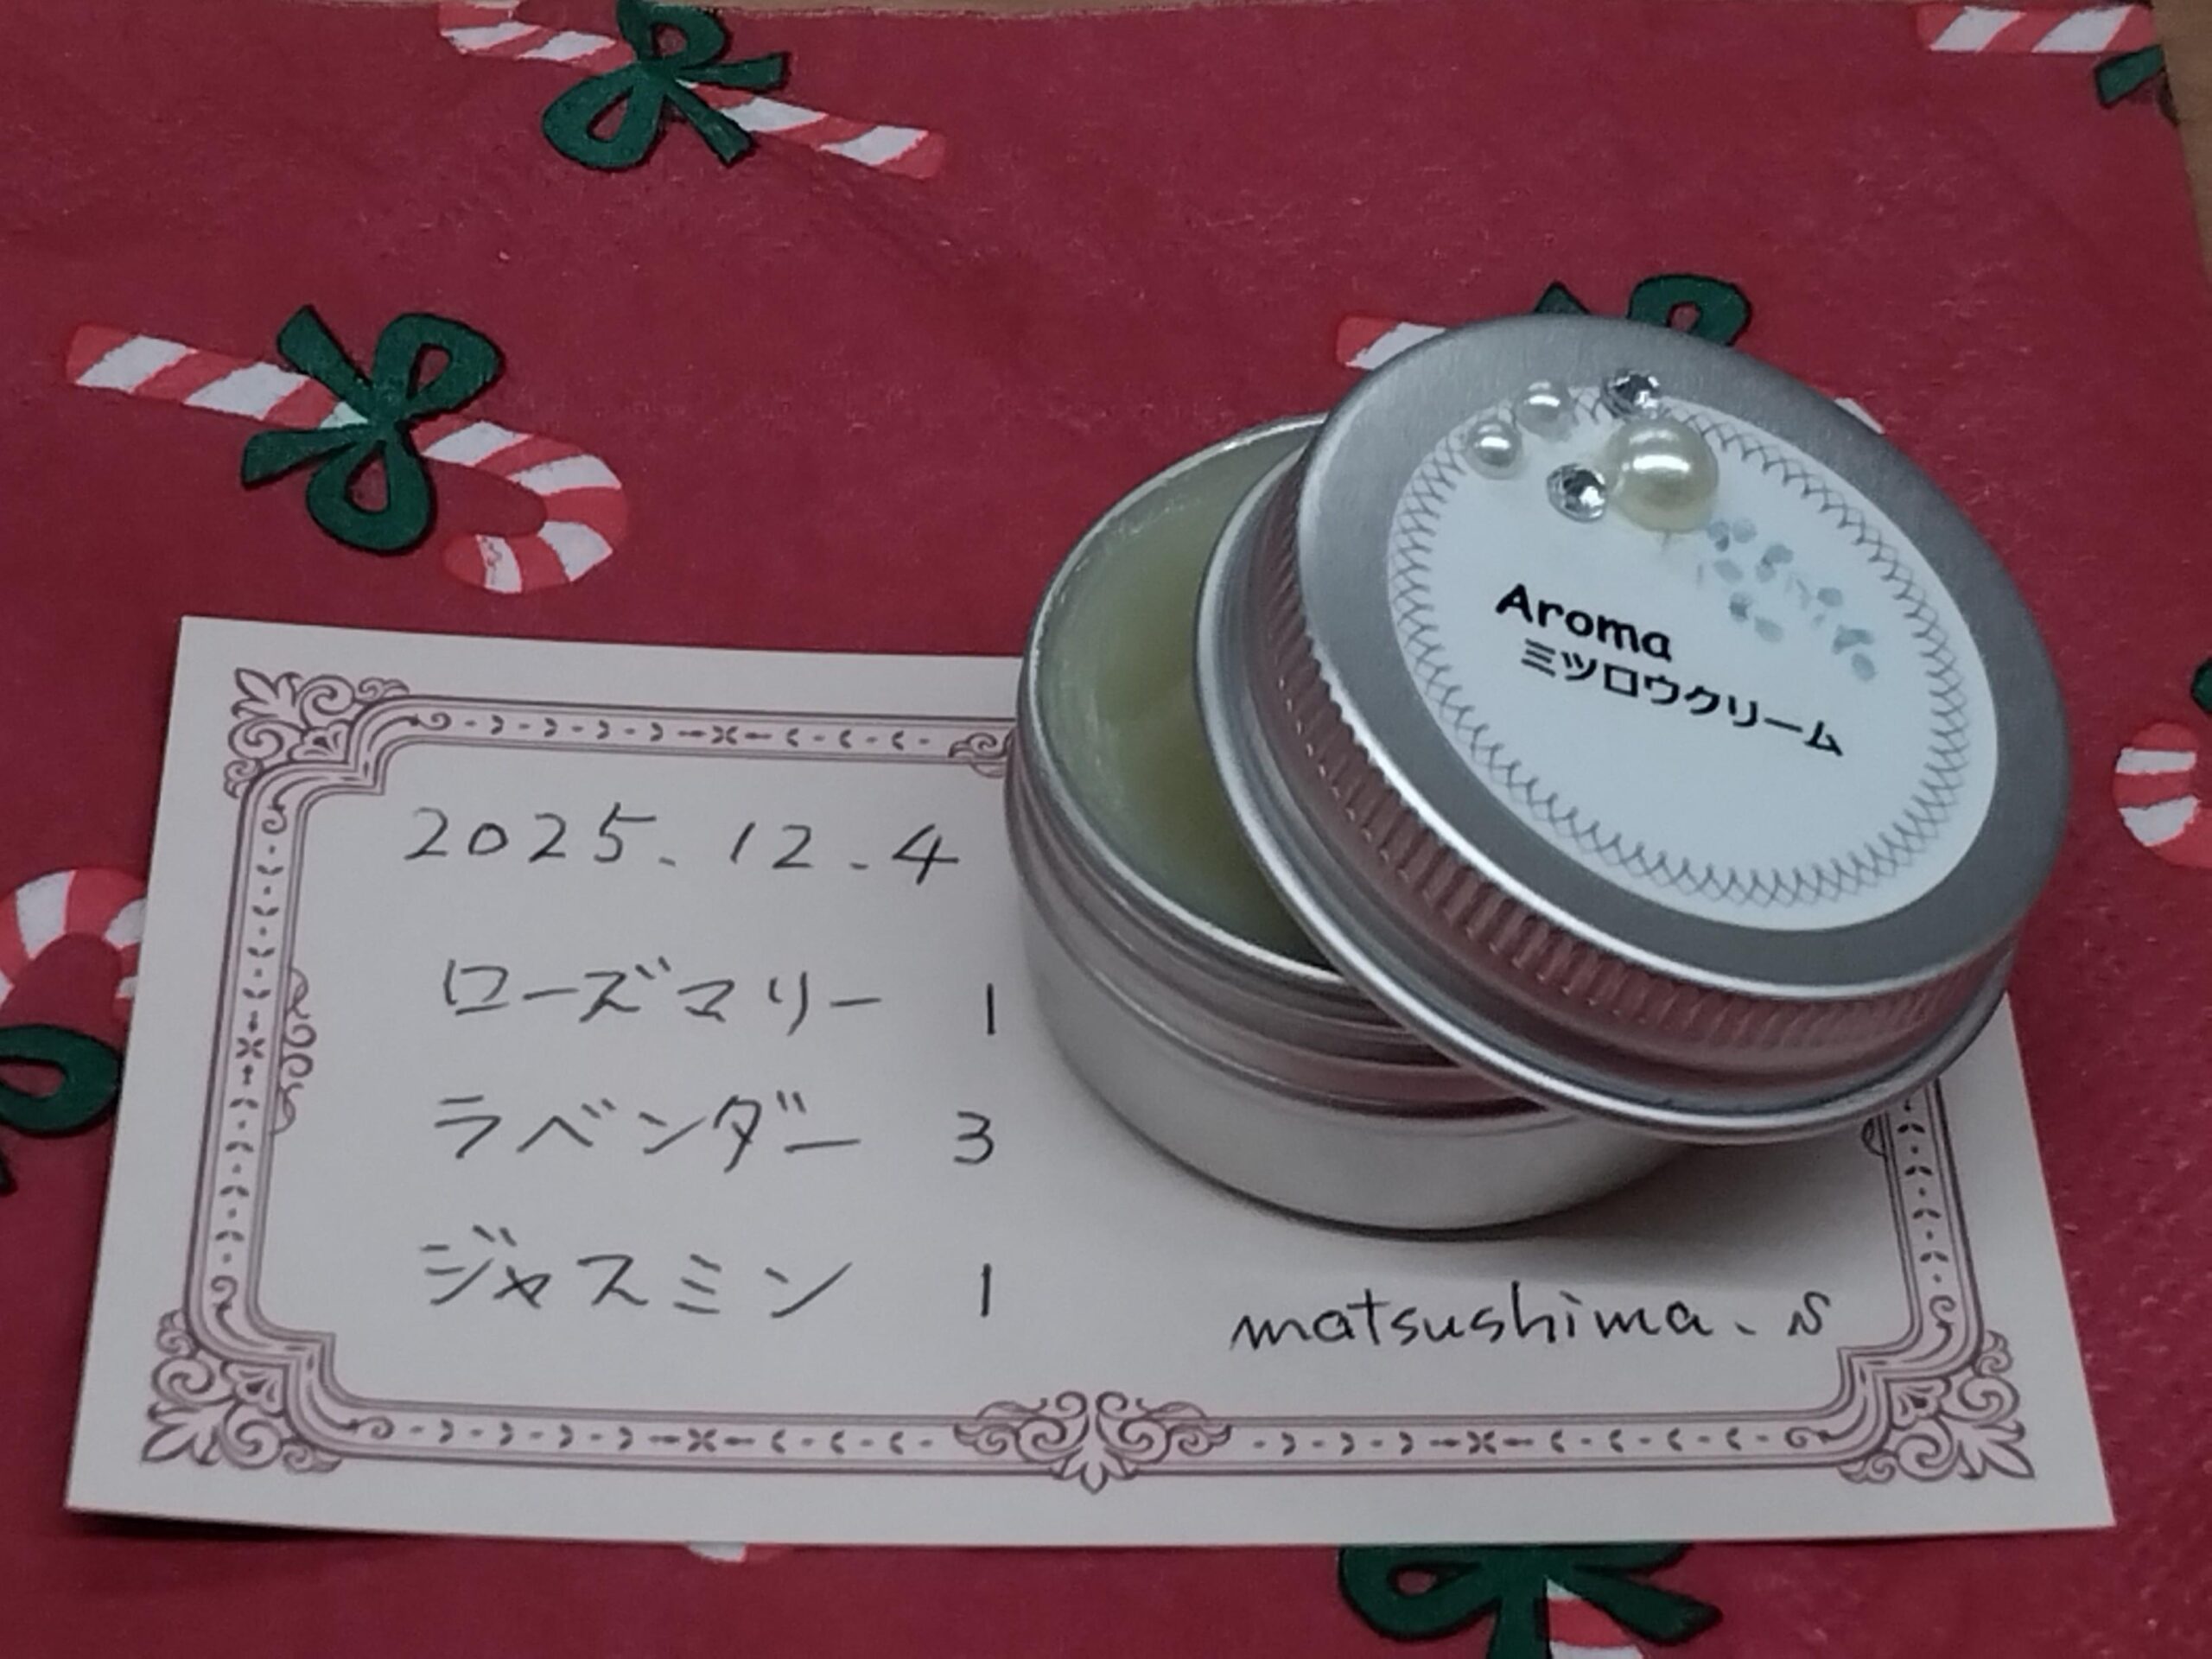 Aroma
ミツロウクリーム
2025.12.4
ローズマリー 1
ラベンダー 3
ジャスミン 1
matsushima.s